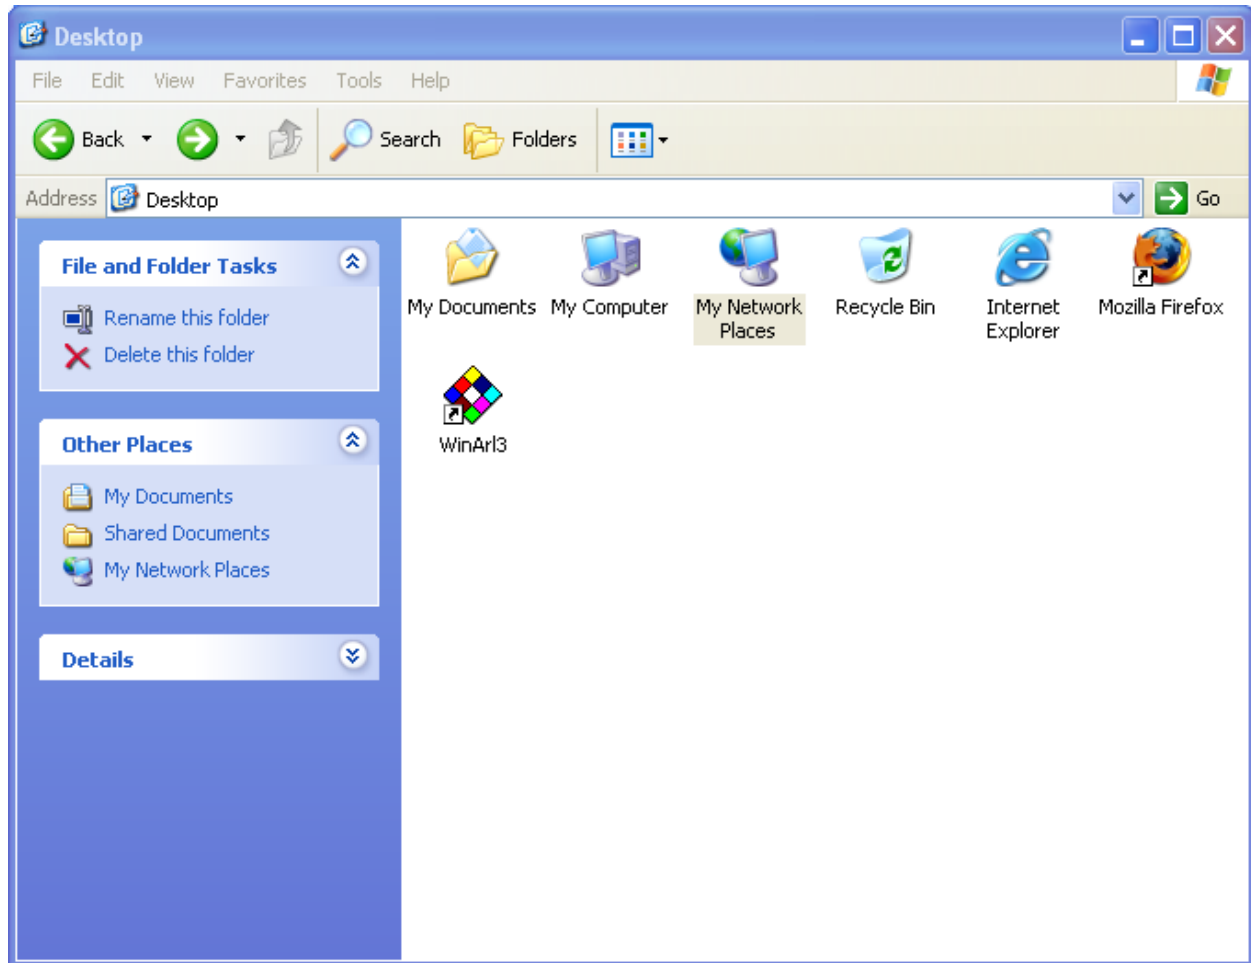 Desktop
File Edit View Favorites Tools Help
Back Search Folders
Address Desktop Go
File and Folder Tasks
Rename this folder
Delete this folder
Other Places
My Documents
Shared Documents
My Network Places
Details
My Documents My Computer My Network Places Recycle Bin Internet Explorer Mozilla Firefox
WinArl3